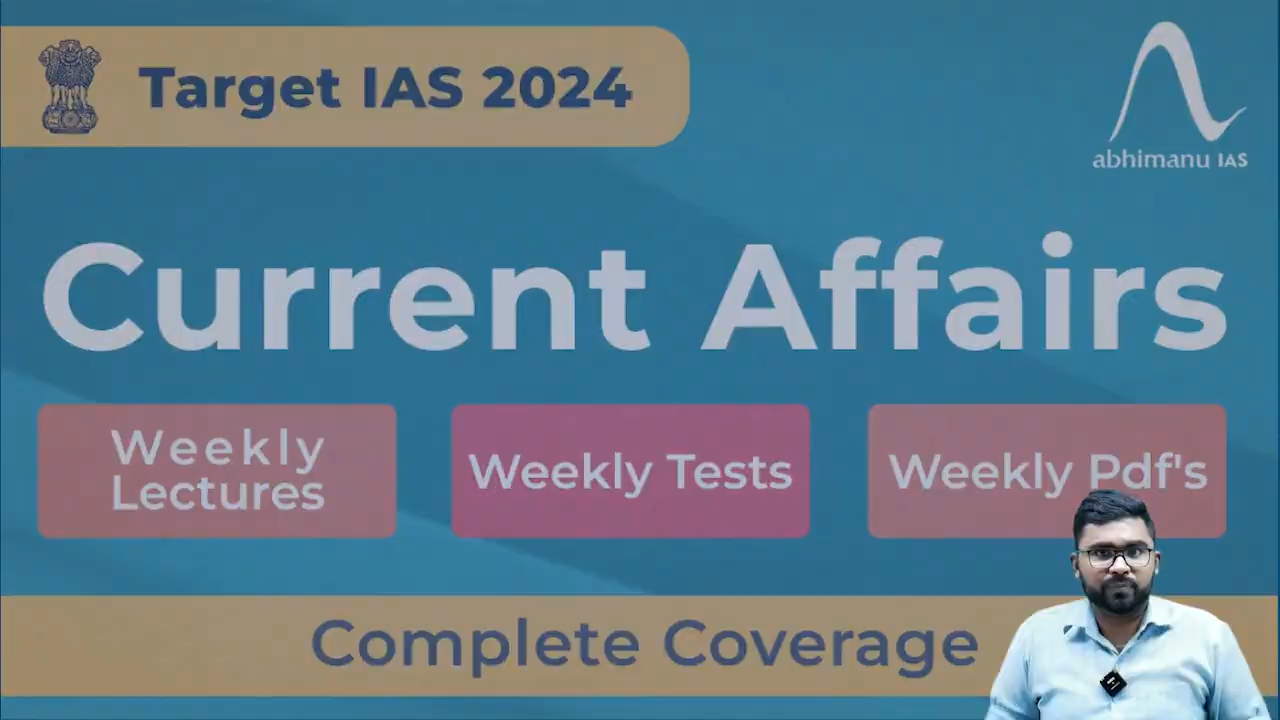 Target IAS 2024
abhimanu IAS
Current Affairs
Weekly
Lectures
Weekly Tests
Weekly Pdf's
Complete Coverage